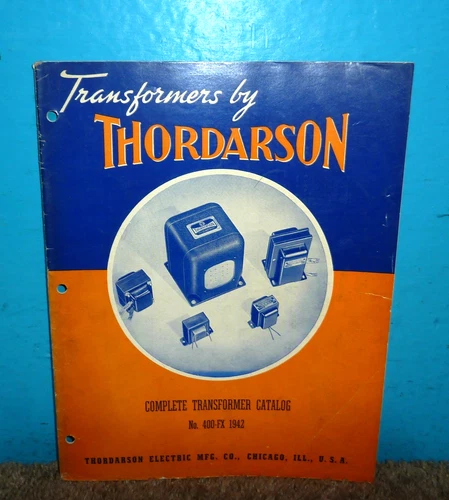 Transformers by
THORDARSON
COMPLETE TRANSFORMER CATALOG
No. 400-FX 1942
THORDARSON ELECTRIC MFG. CO., CHICAGO, ILL., U. S. A.